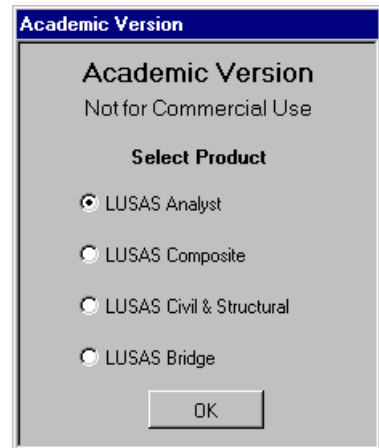 Academic Version
Academic Version
Not for Commercial Use
Select Product
LUSAS Analyst
LUSAS Composite
LUSAS Civil & Structural
LUSAS Bridge
OK